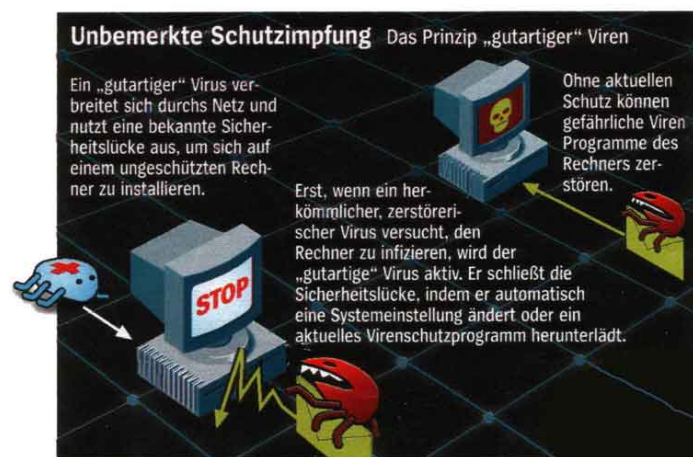 Unbemerkte Schutzimpfung Das Prinzip „gutartiger" Viren
Ein „gutartiger" Virus ver-
breitet sich durchs Netz und
nutzt eine bekannte Sicher-
heitslücke aus, um sich auf
einem ungeschützten Rech-
ner zu installieren.
Erst, wenn ein her-
kömmlicher, zerstöreri-
scher Virus versucht, den
Rechner zu infizieren, wird der
„gutartige" Virus aktiv. Er schließt die
Sicherheitslücke, indem er automatisch
eine Systemeinstellung ändert oder ein
aktuelles Virenschutzprogramm herunterlädt.
Ohne aktuellen
Schutz können
gefährliche Viren
Programme des
Rechners zer-
stören.
STOP